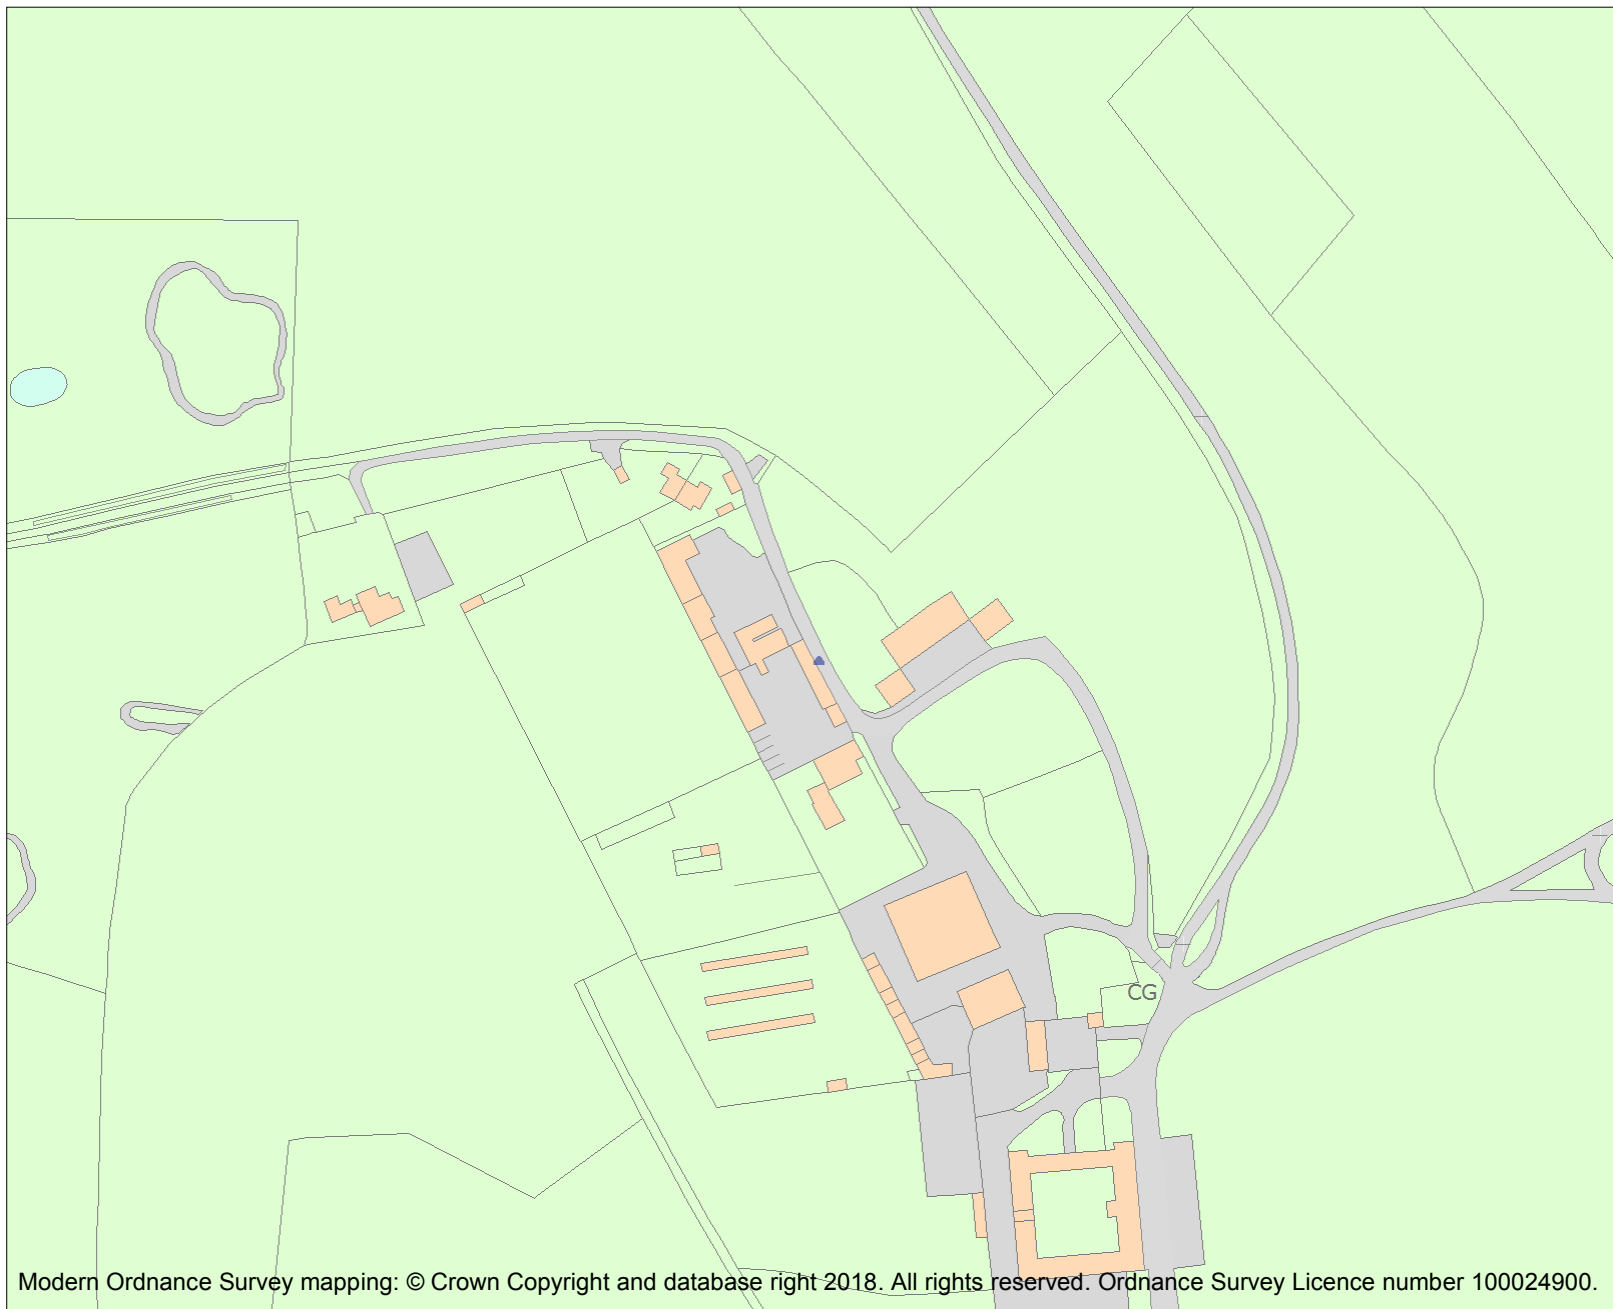 CG
Modern Ordnance Survey mapping: © Crown Copyright and database right 2018. All rights reserved. Ordnance Survey Licence number 100024900.